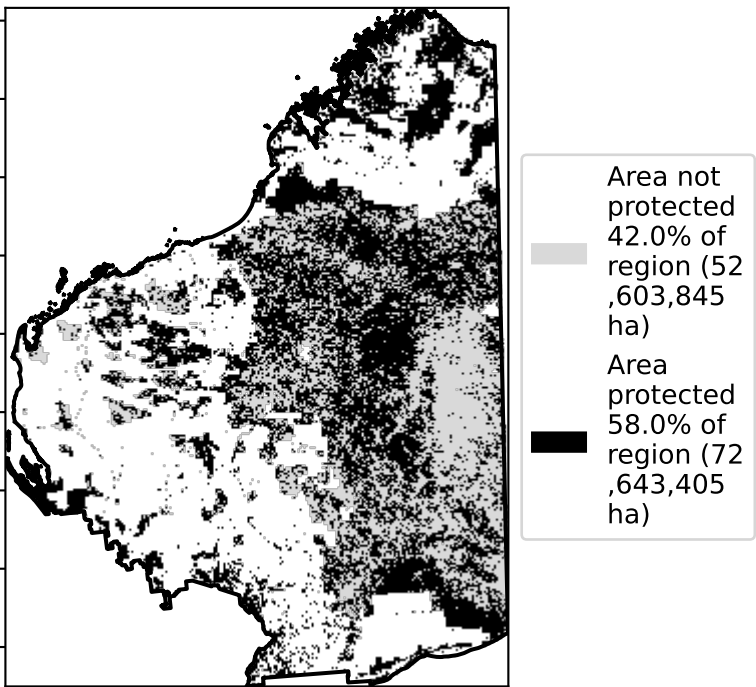 Area not
protected
42.0% of
region (52
,603,845
ha)
Area
protected
58.0% of
region (72
,643,405
ha)